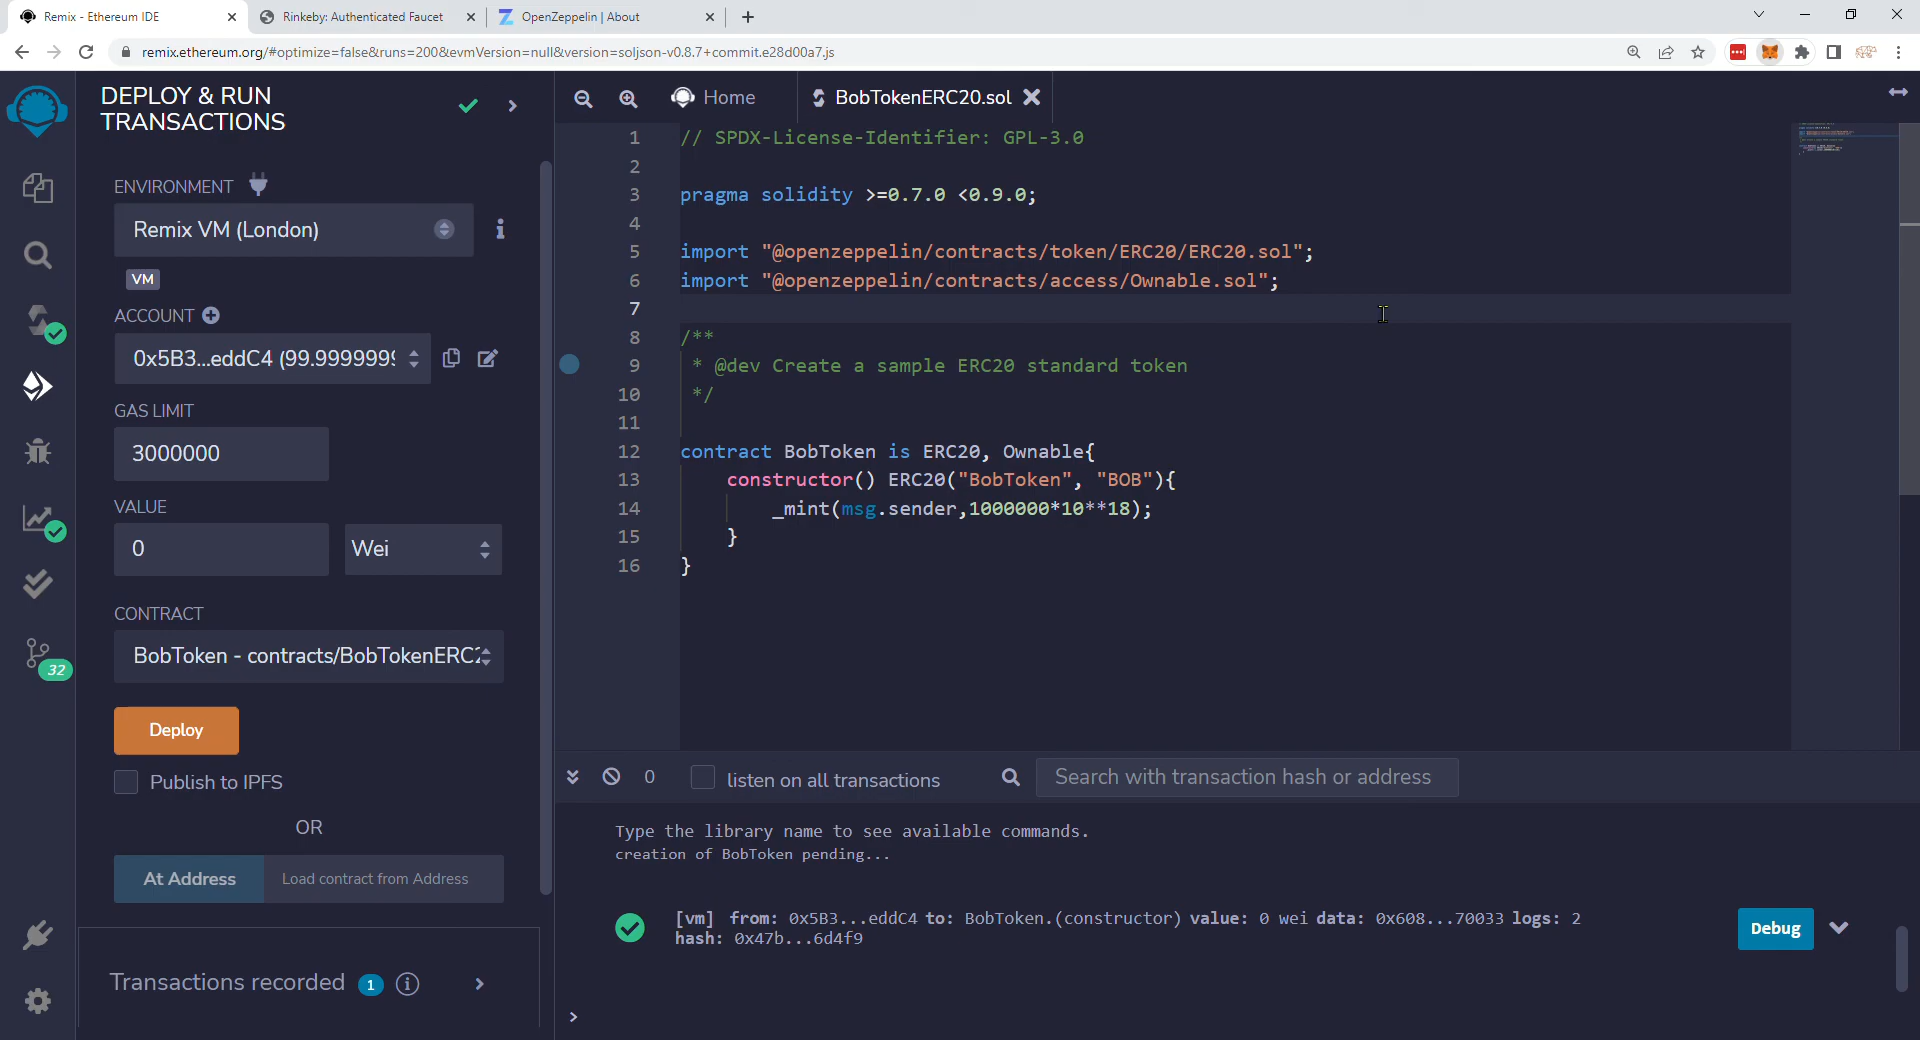 Remix - Ethereum IDE
Rinkeby: Authenticated Faucet
OpenZeppelin | About
remix.ethereum.org/#optimize=false&runs=200&evmVersion=null&version=soljson-v0.8.7+commit.e28d00a7.js
DEPLOY & RUN
TRANSACTIONS
ENVIRONMENT
Remix VM (London)
VM
ACCOUNT
0x5B3...eddC4 (99.9999999
GAS LIMIT
3000000
VALUE
0
Wei
CONTRACT
BobToken - contracts/BobTokenERC2
Deploy
Publish to IPFS
OR
At Address
Load contract from Address
Transactions recorded 1
32
Home
BobTokenERC20.sol
1 // SPDX-License-Identifier: GPL-3.0
2
3 pragma solidity >=0.7.0 <0.9.0;
4
5 import "@openzeppelin/contracts/token/ERC20/ERC20.sol";
6 import "@openzeppelin/contracts/access/Ownable.sol";
7
8 /**
9 * @dev Create a sample ERC20 standard token
10 */
11
12 contract BobToken is ERC20, Ownable{
13 constructor() ERC20("BobToken", "BOB"){
14 _mint(msg.sender,1000000*10**18);
15 }
16 }
0
listen on all transactions
Search with transaction hash or address
Type the library name to see available commands.
creation of BobToken pending...
[vm] from: 0x5B3...eddC4 to: BobToken.(constructor) value: 0 wei data: 0x608...70033 logs: 2
hash: 0x47b...6d4f9
Debug
>